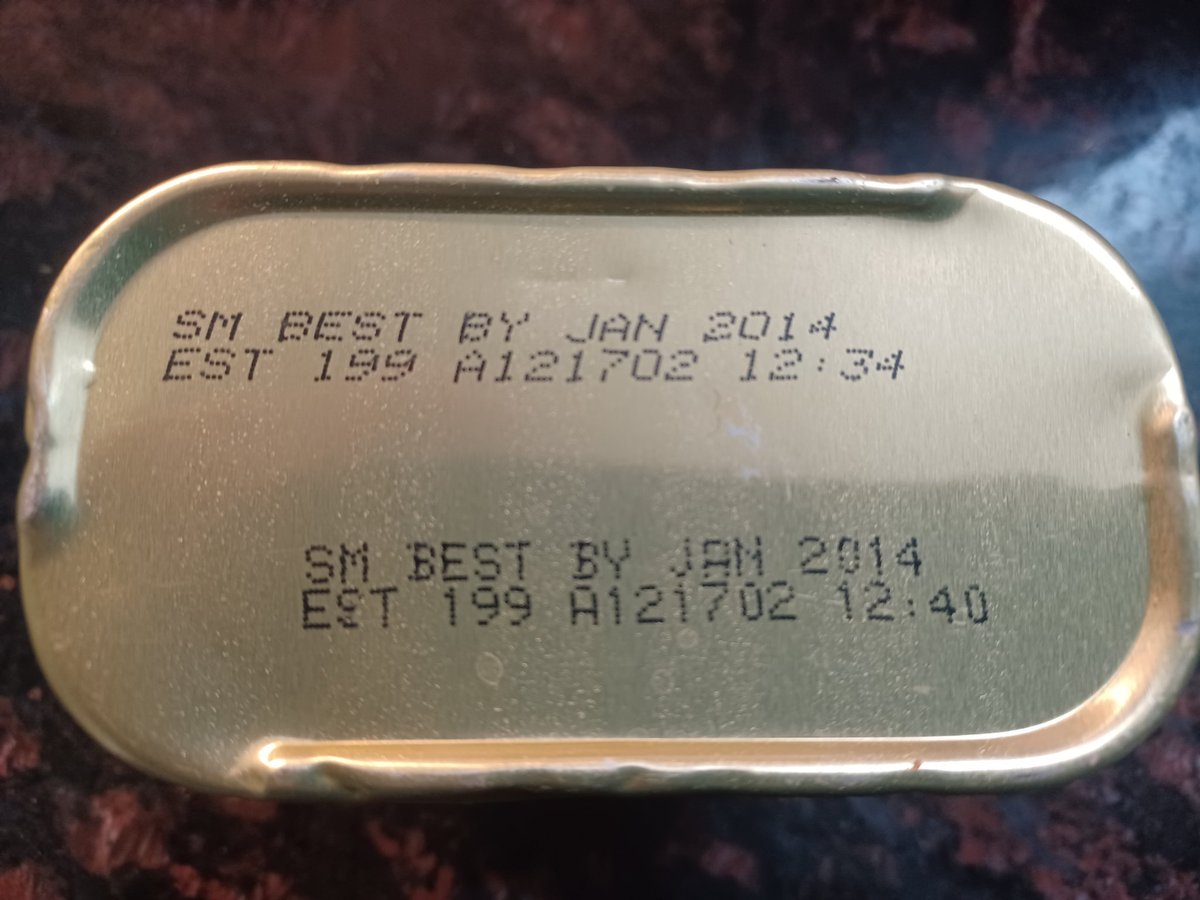 SM BEST BY JAN 2014
EST 199 A121702 12:34
SM BEST BY JAN 2014
EST 199 A121702 12:40